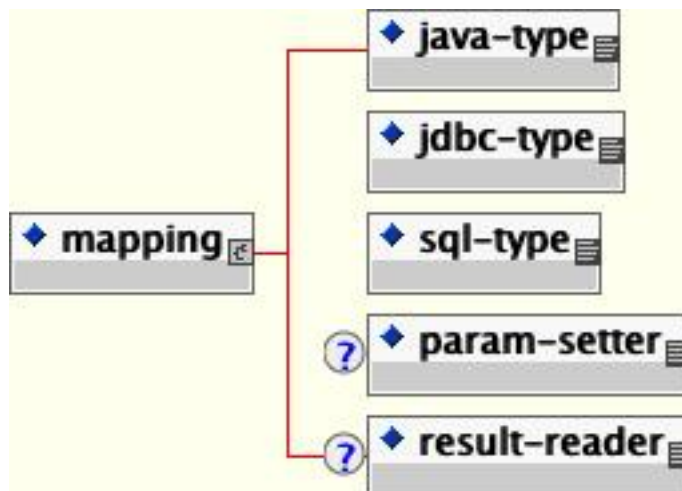 java-type
jdbc-type
mapping
sql-type
? param-setter
? result-reader